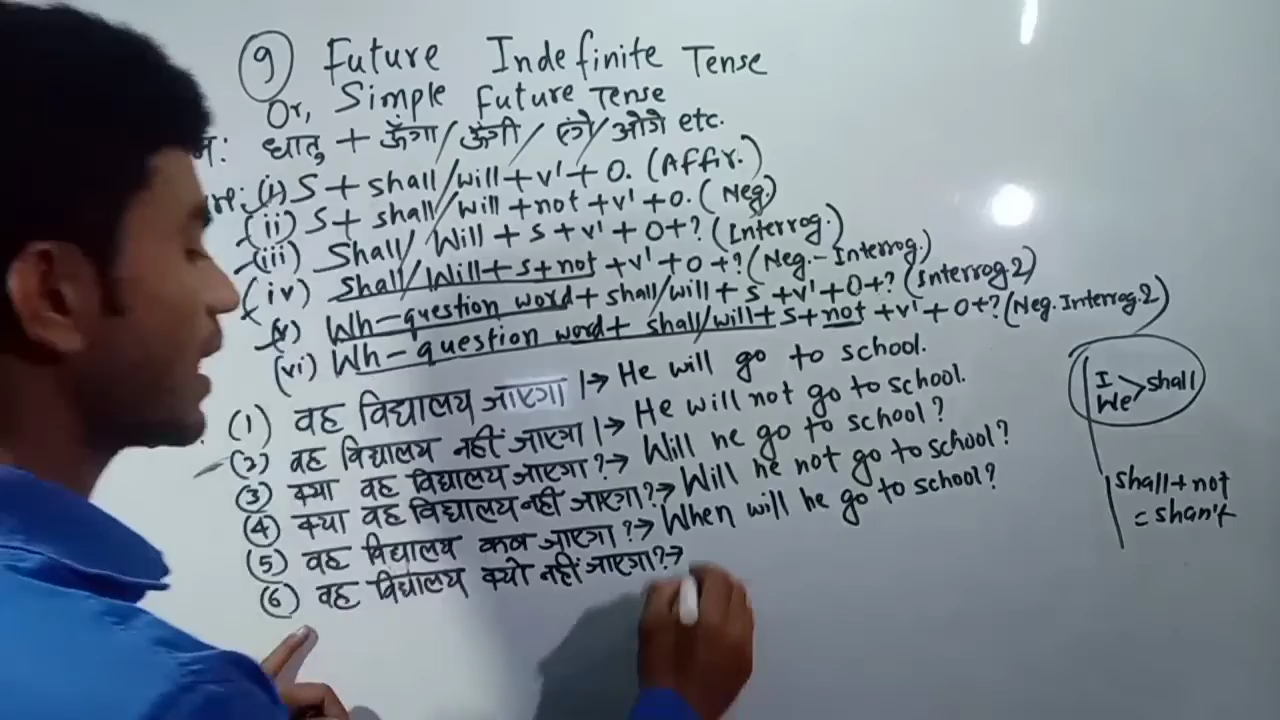 9 Future Indefinite Tense
Or, Simple Future Tense
धातु + ऊँगा/ऊँगी/ एंगे/ओगे etc.
(i) S + shall/will + v¹ + O. (Affir.)
(ii) S + shall/will + not + v¹ + O. (Neg.)
(iii) Shall/Will + s + v¹ + O + ? (Interrog.)
(iv) Shall/Will + s + not + v¹ + O + ? (Neg.-Interrog.)
(v) Wh-question word + shall/will + s + v¹ + O + ? (Interrog 2)
(vi) Wh-question word + shall/will + s + not + v¹ + O + ? (Neg. Interrog. 2)
(1) वह विद्यालय जाएगा |→ He will go to school.
(2) वह विद्यालय नहीं जाएगा |→ He will not go to school.
(3) क्या वह विद्यालय जाएगा ?→ Will he go to school?
(4) क्या वह विद्यालय नहीं जाएगा ?→ Will he not go to school?
(5) वह विद्यालय कब जाएगा ?→ When will he go to school?
(6) वह विद्यालय क्यो नहीं जाएगा ?→
I
We > shall
shall + not
= shan't